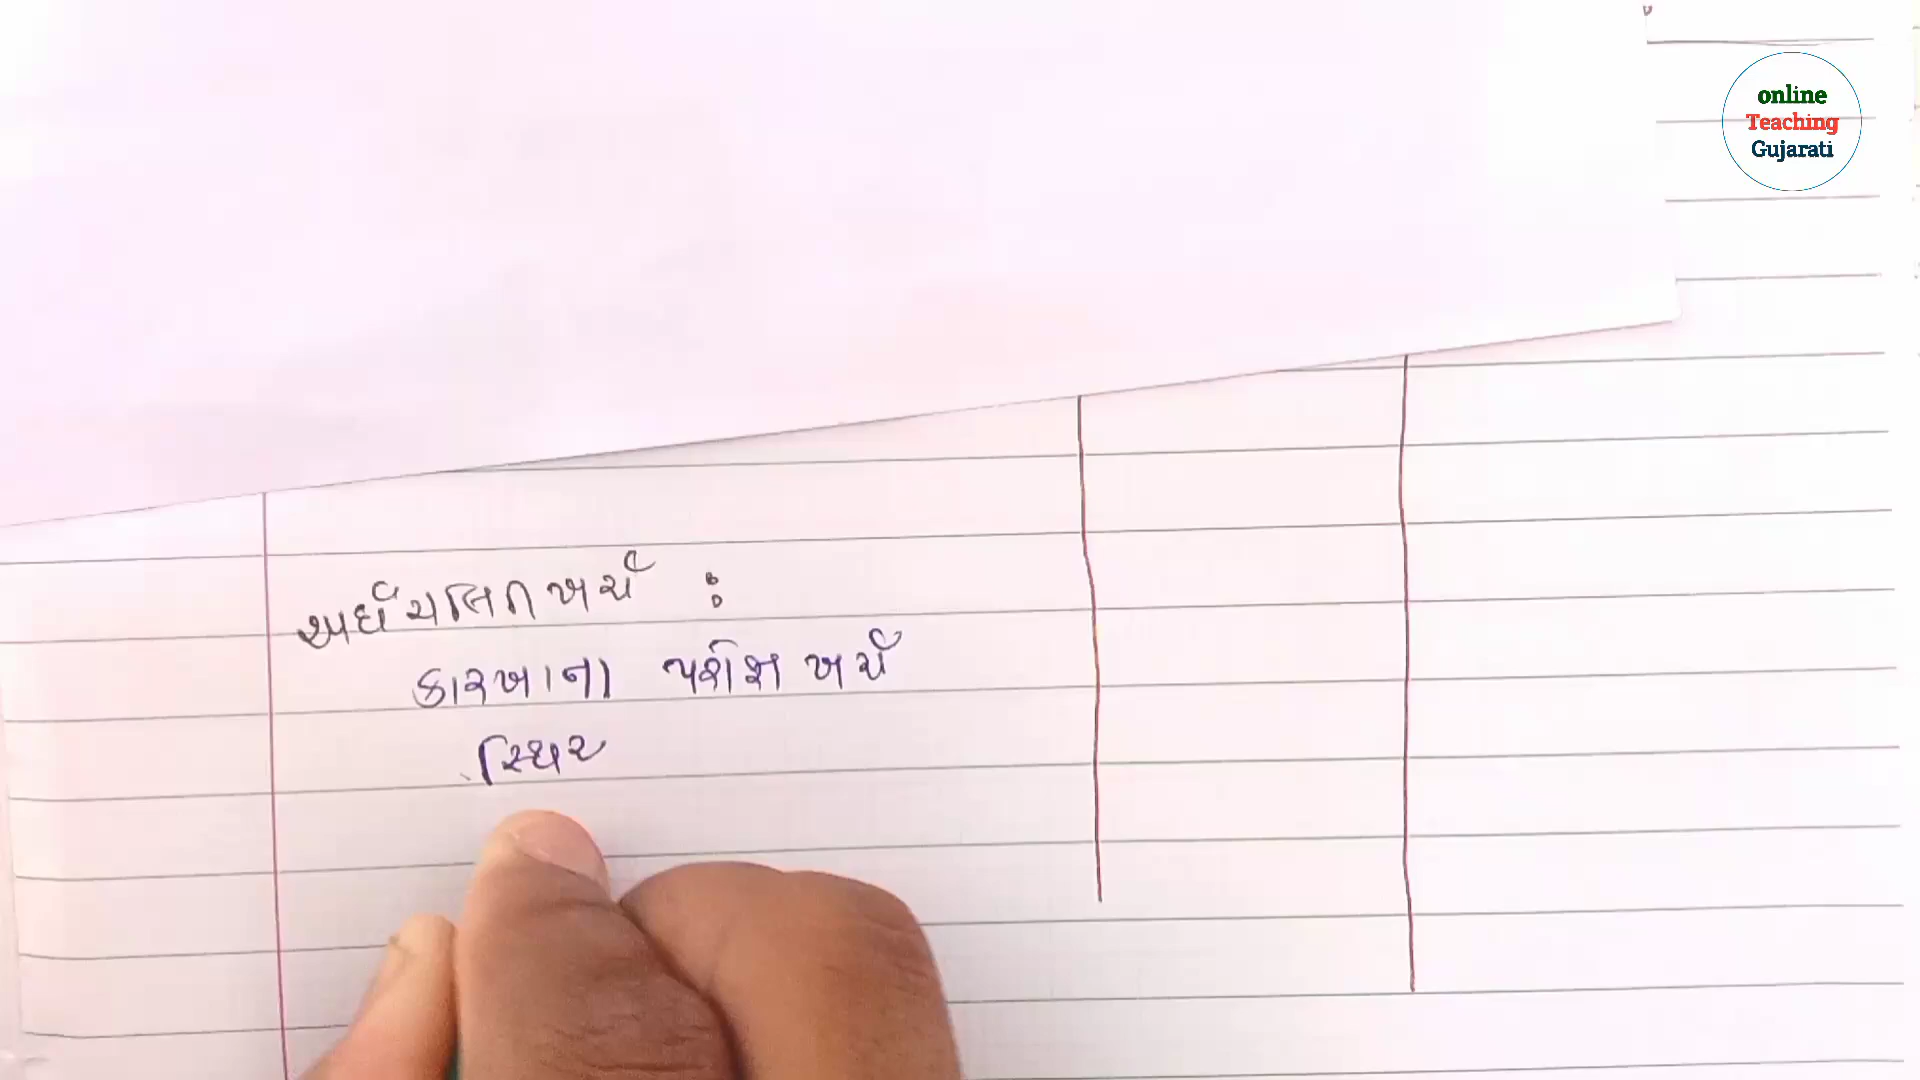 online
Teaching
Gujarati
અર્ધચલિત ખર્ચ :
કારખાના પરોક્ષ ખર્ચ
સ્થિર